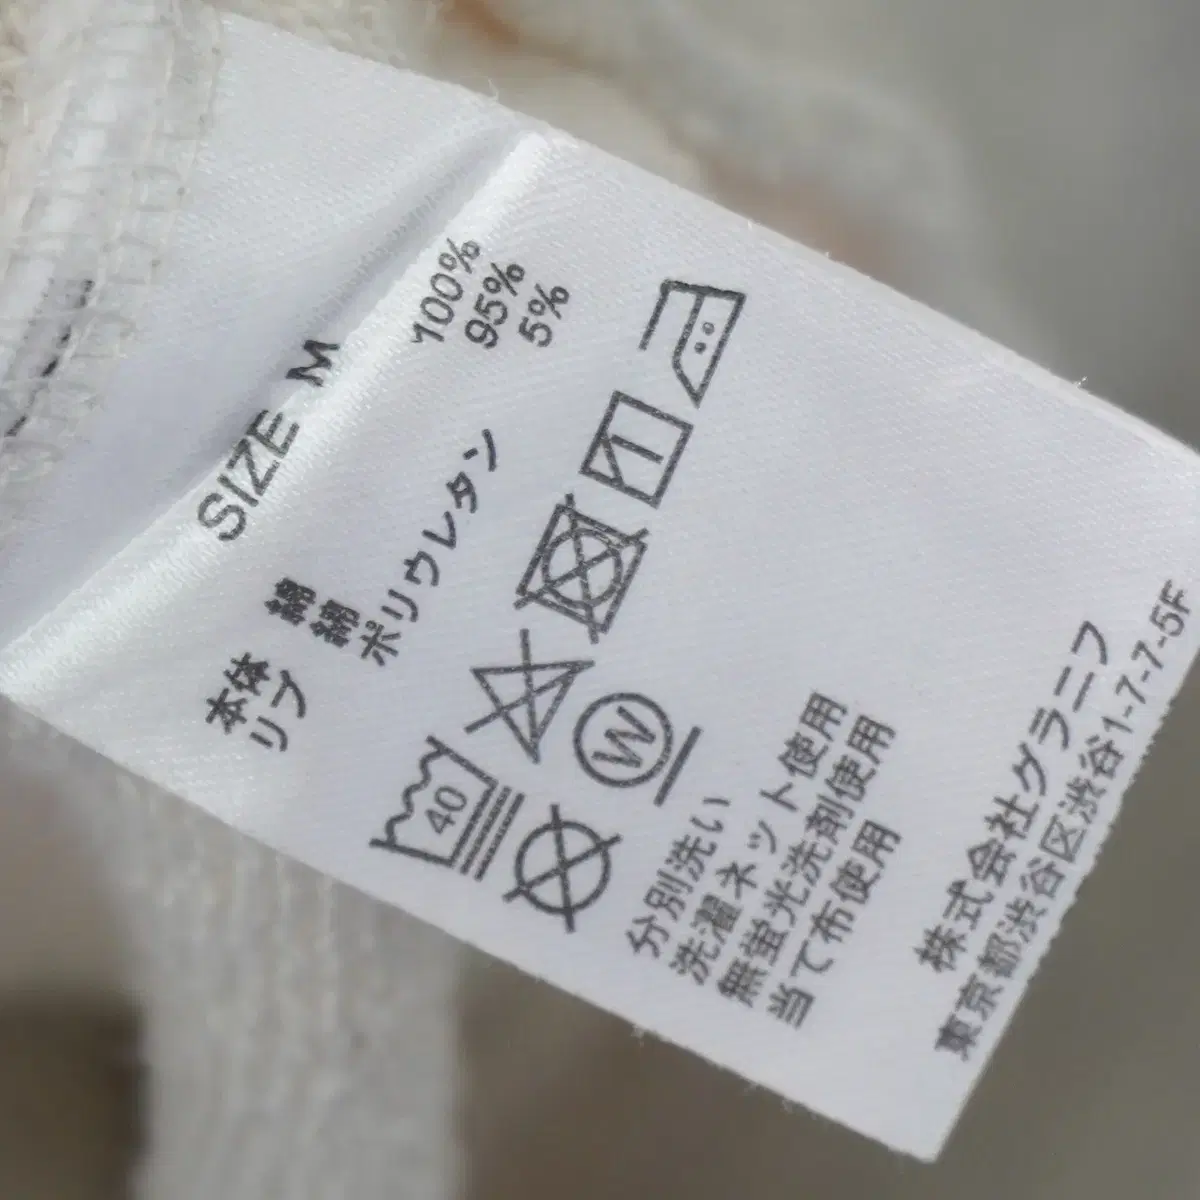 SIZE M
本体 綿 100%
リブ 綿 95%
ポリウレタン 5%
40
W
分別洗い
洗濯ネット使用
無蛍光洗剤使用
当て布使用
株式会社グラニフ
東京都渋谷区渋谷1-7-7-5F